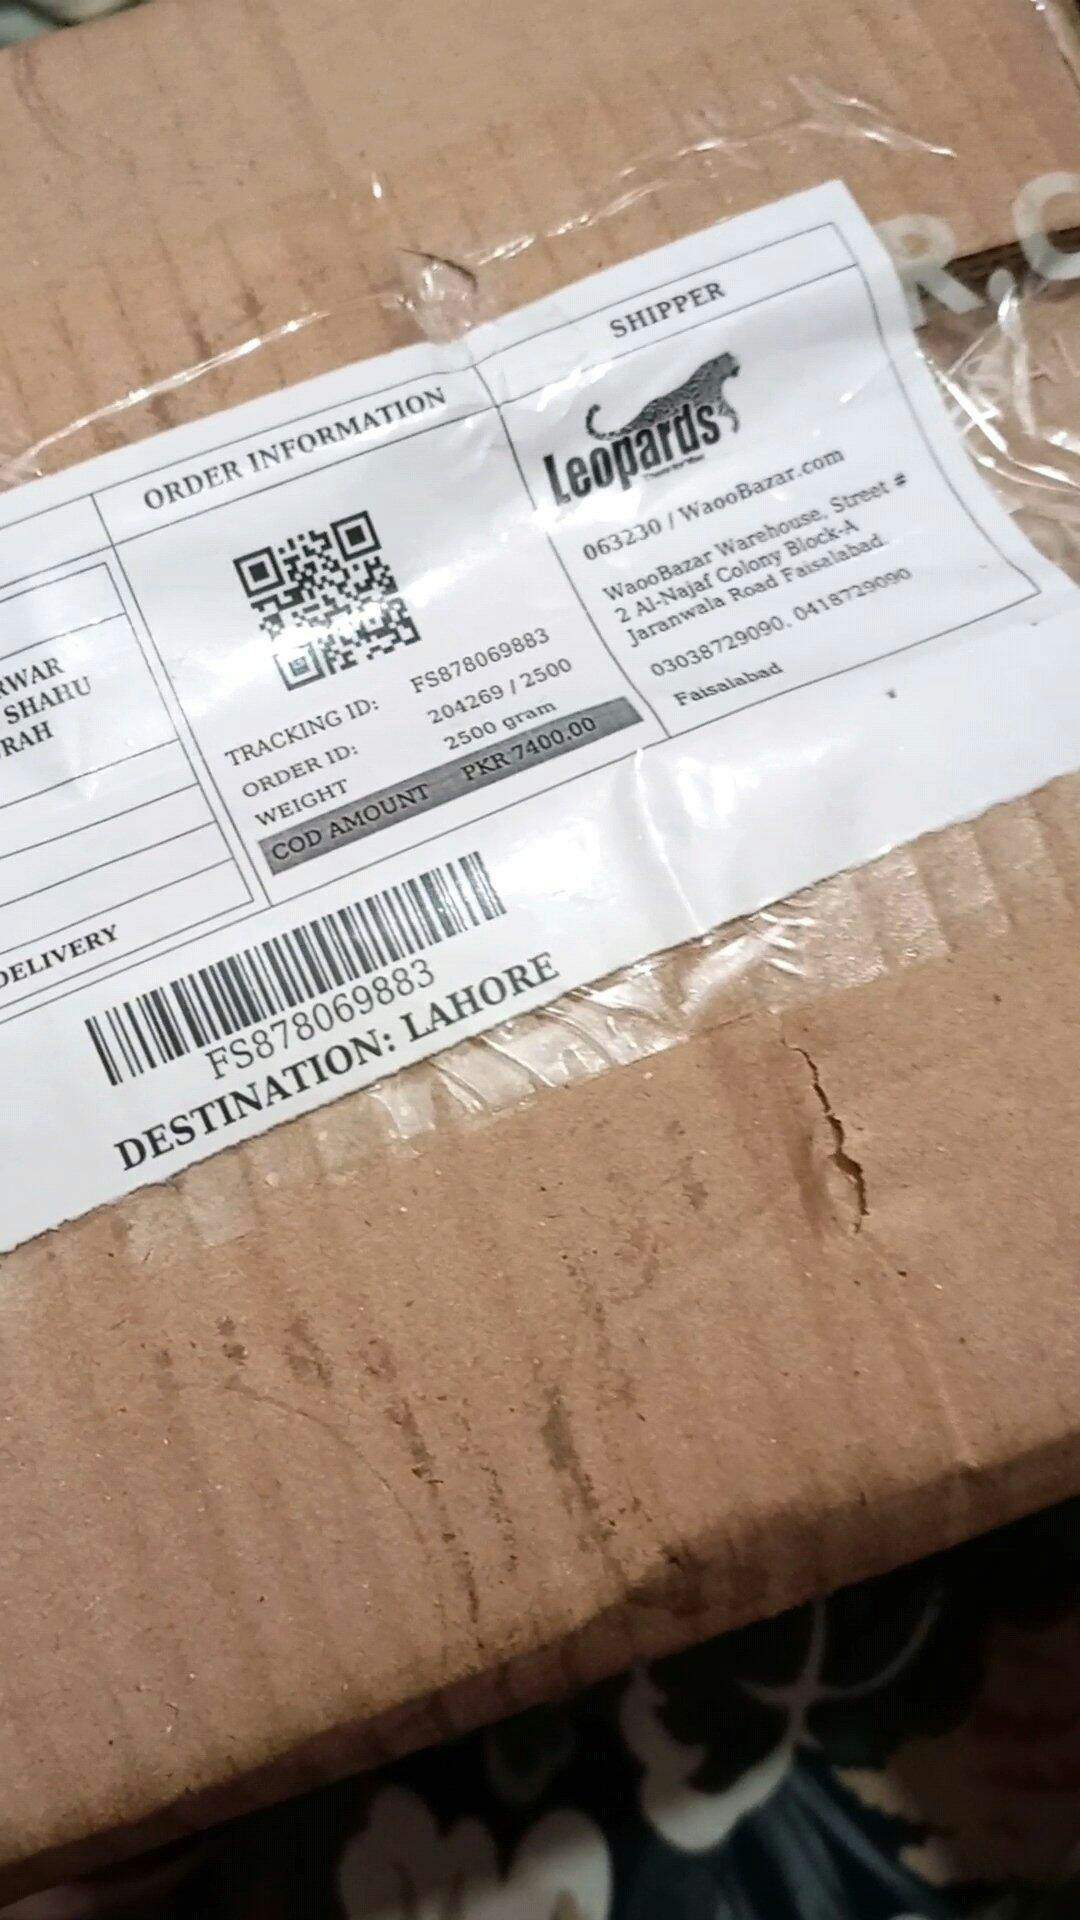 ORDER INFORMATION
SHIPPER
Leopards
063230 / WaooBazar.com
WaooBazar Warehouse, Street #
2 Al-Najaf Colony Block-A
Jaranwala Road Faisalabad.
03038729090, 0418729090
Faisalabad
TRACKING ID: FS878069883
ORDER ID: 204269 / 2500
WEIGHT 2500 gram
COD AMOUNT PKR 7400.00
RWAR
SHAHU
RAH
DELIVERY
FS878069883
DESTINATION: LAHORE
R.C